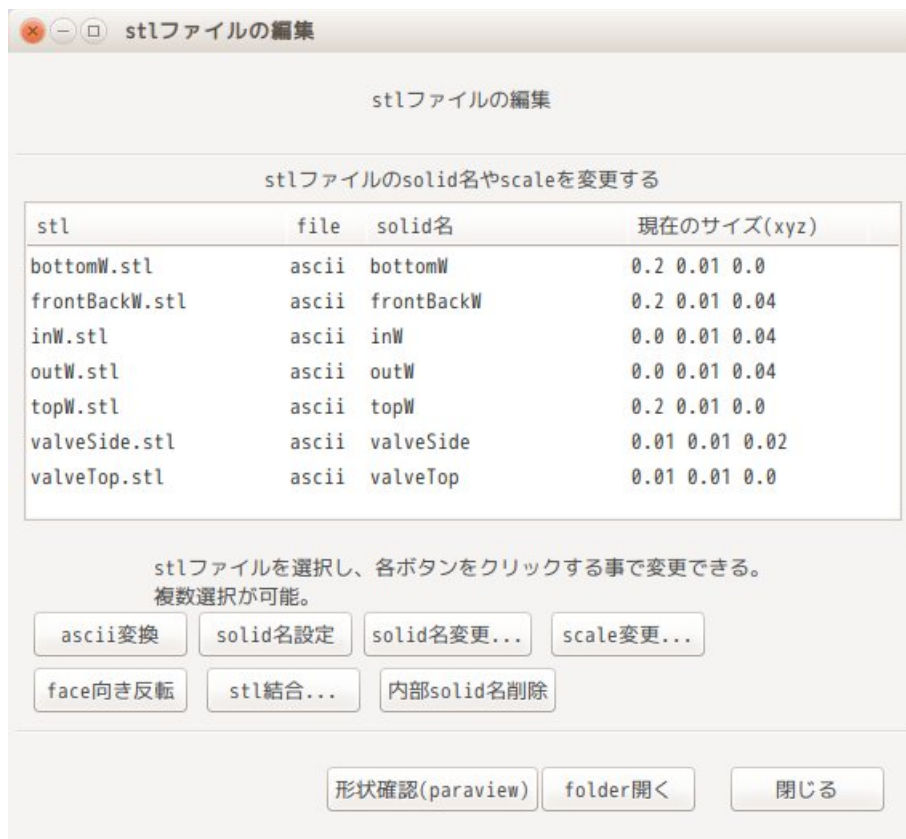 stlファイルの編集
stlファイルの編集
stlファイルのsolid名やscaleを変更する
stl file solid名 現在のサイズ(xyz)
bottomW.stl ascii bottomW 0.2 0.01 0.0
frontBackW.stl ascii frontBackW 0.2 0.01 0.04
inW.stl ascii inW 0.0 0.01 0.04
outW.stl ascii outW 0.0 0.01 0.04
topW.stl ascii topW 0.2 0.01 0.0
valveSide.stl ascii valveSide 0.01 0.01 0.02
valveTop.stl ascii valveTop 0.01 0.01 0.0
stlファイルを選択し、各ボタンをクリックする事で変更できる。
複数選択が可能。
ascii変換 solid名設定 solid名変更... scale変更...
face向き反転 stl結合... 内部solid名削除
形状確認(paraview) folder開く 閉じる